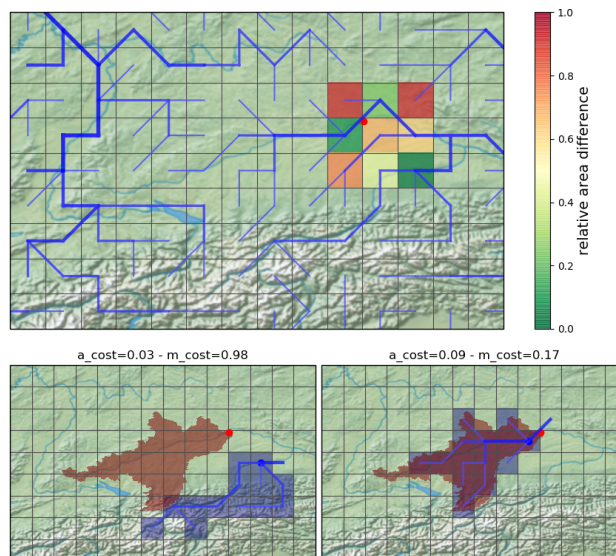 1.0
0.8
0.6
0.4
0.2
0.0
relative area difference
a_cost=0.03 - m_cost=0.98
a_cost=0.09 - m_cost=0.17